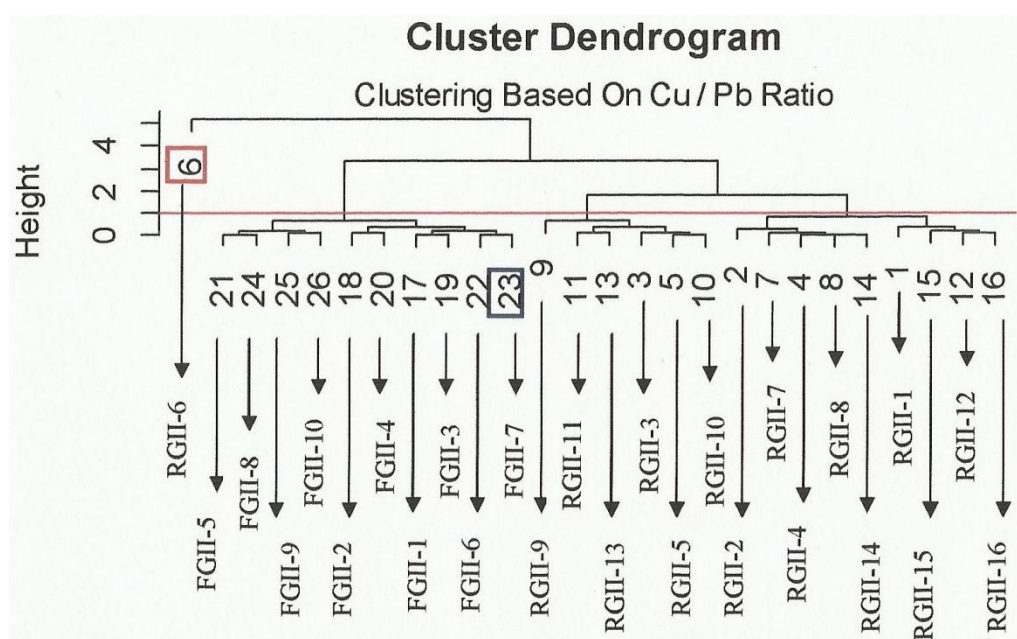 Cluster Dendrogram
Clustering Based On Cu / Pb Ratio
Height
0 2 4
6
21 24 25 26 18 20 17 19 22 23 9 11 13 3 5 10 2 7 4 8 14 1 15 12 16
RGII-6
FGII-5
FGII-8
FGII-9
FGII-10
FGII-2
FGII-4
FGII-1
FGII-3
FGII-6
FGII-7
RGII-9
RGII-11
RGII-13
RGII-3
RGII-5
RGII-10
RGII-2
RGII-7
RGII-4
RGII-8
RGII-14
RGII-1
RGII-15
RGII-12
RGII-16